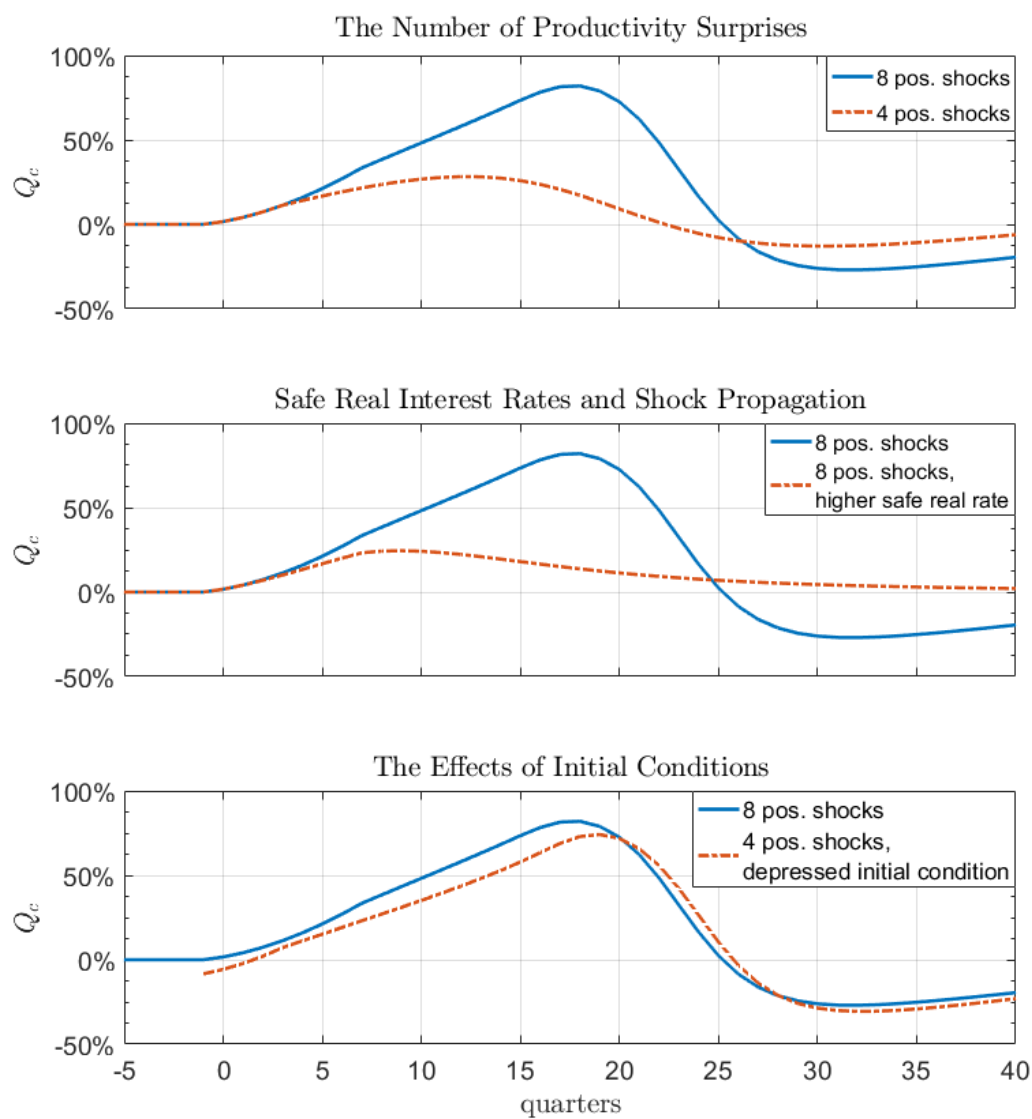 The Number of Productivity Surprises
100%
50%
0%
-50%
Q_c
8 pos. shocks
4 pos. shocks
Safe Real Interest Rates and Shock Propagation
100%
50%
0%
-50%
Q_c
8 pos. shocks
8 pos. shocks,
higher safe real rate
The Effects of Initial Conditions
100%
50%
0%
-50%
Q_c
8 pos. shocks
4 pos. shocks,
depressed initial condition
-5 0 5 10 15 20 25 30 35 40
quarters